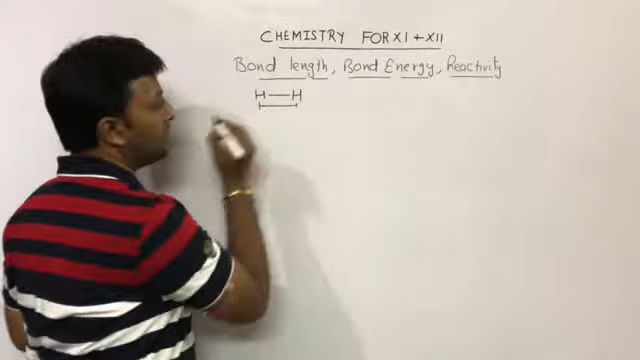 CHEMISTRY FOR XI + XII
Bond length, Bond Energy, Reactivity
H — H